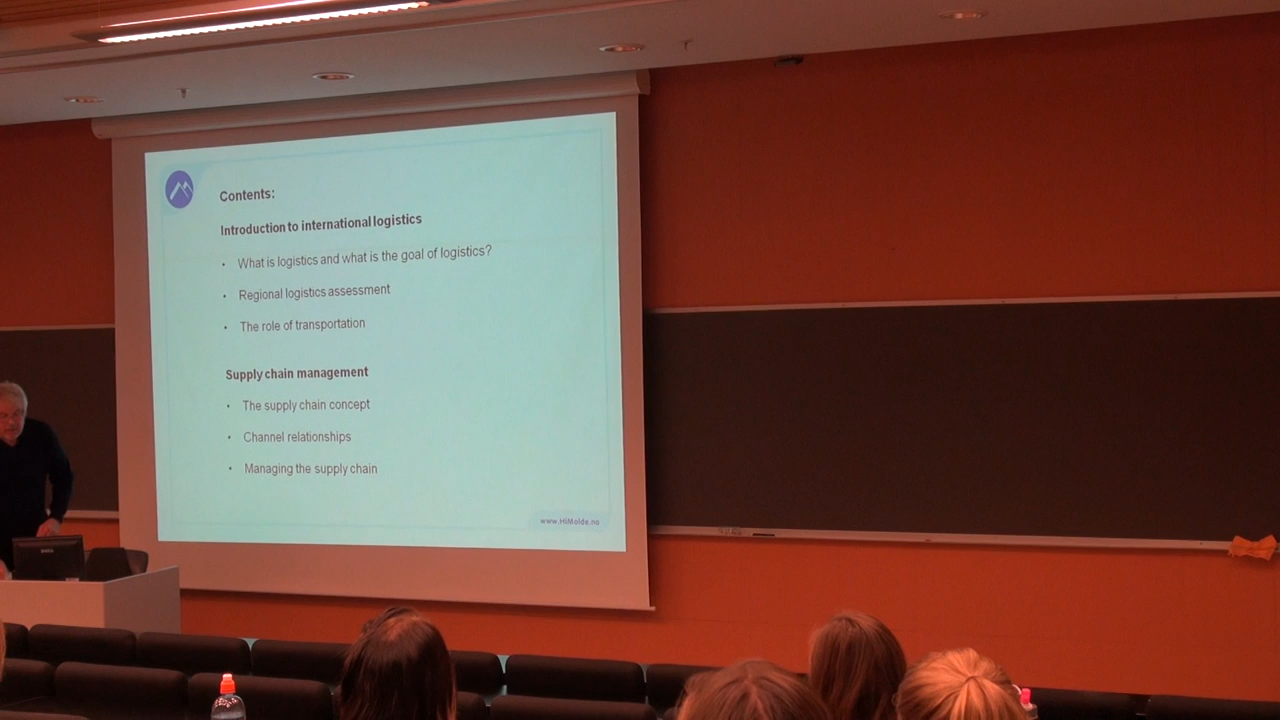 Contents:
Introduction to international logistics
• What is logistics and what is the goal of logistics?
• Regional logistics assessment
• The role of transportation
Supply chain management
• The supply chain concept
• Channel relationships
• Managing the supply chain
www.HiMolde.no
DELL